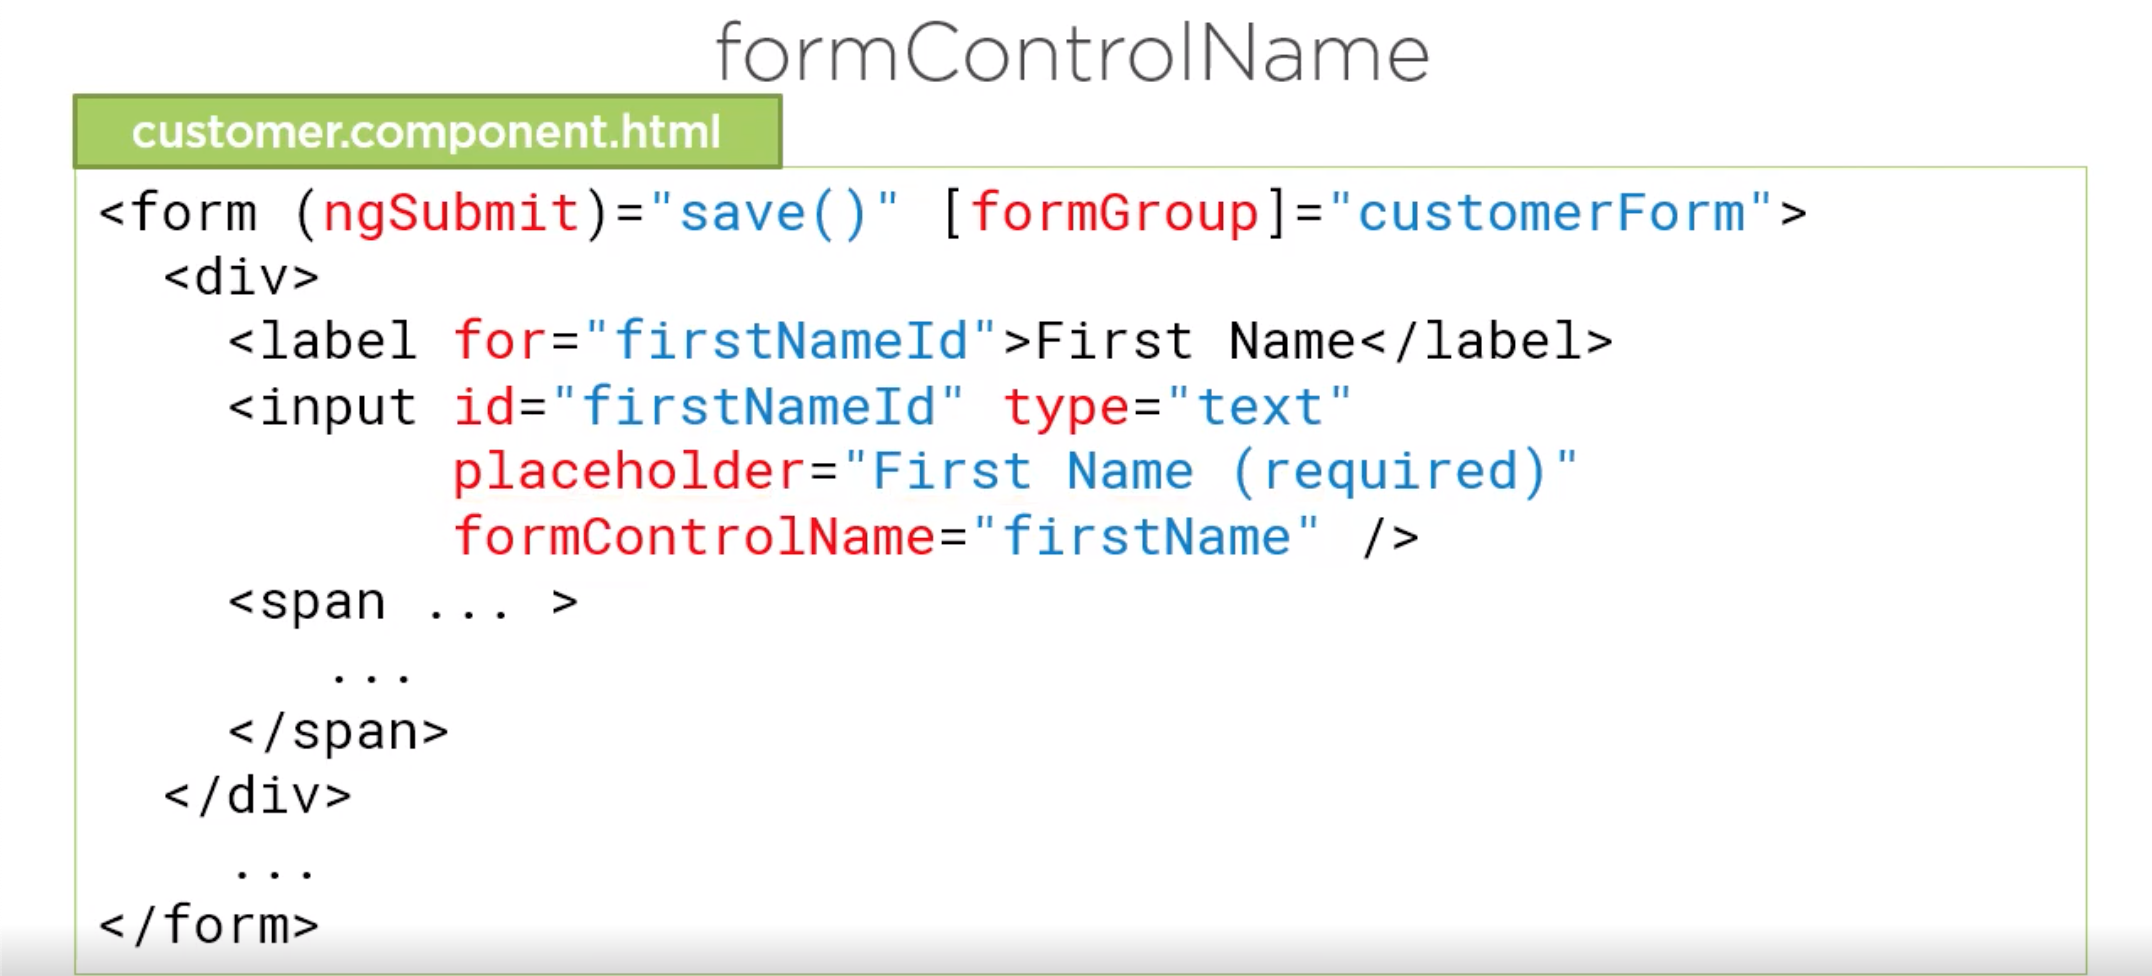 formControlName
customer.component.html
<form (ngSubmit)="save()" [formGroup]="customerForm">
<div>
<label for="firstNameId">First Name</label>
<input id="firstNameId" type="text"
placeholder="First Name (required)"
formControlName="firstName" />
<span ... >
...
</span>
</div>
...
</form>